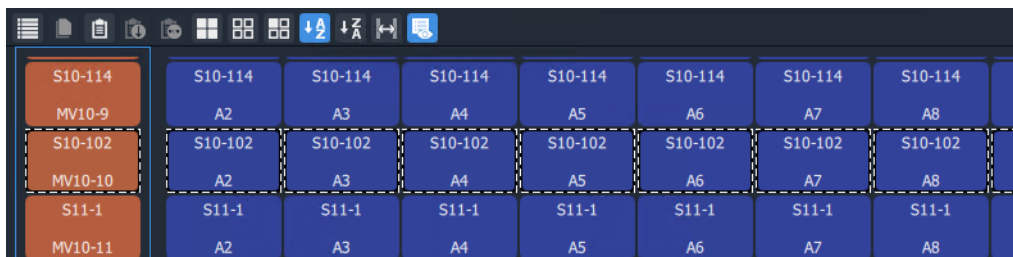 S10-114 S10-114 S10-114 S10-114 S10-114 S10-114 S10-114 S10-114
MV10-9 A2 A3 A4 A5 A6 A7 A8
S10-102 S10-102 S10-102 S10-102 S10-102 S10-102 S10-102 S10-102
MV10-10 A2 A3 A4 A5 A6 A7 A8
S11-1 S11-1 S11-1 S11-1 S11-1 S11-1 S11-1 S11-1
MV10-11 A2 A3 A4 A5 A6 A7 A8